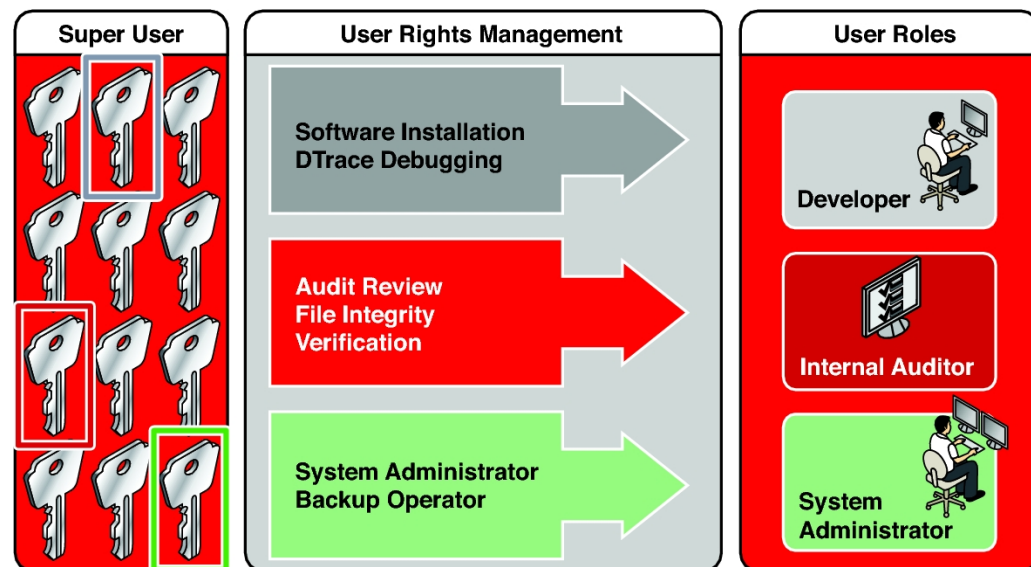 Super User
User Rights Management
User Roles
Software Installation
DTrace Debugging
Developer
Audit Review
File Integrity
Verification
Internal Auditor
System Administrator
Backup Operator
System
Administrator